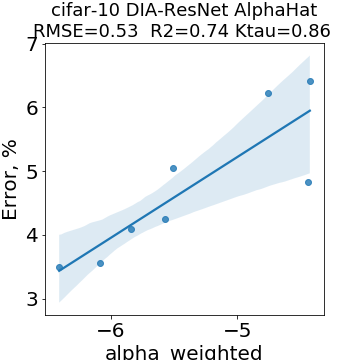 cifar-10 DIA-ResNet AlphaHat
RMSE=0.53 R2=0.74 Ktau=0.86
7
6
5
4
3
Error, %
−6
−5
alpha_weighted